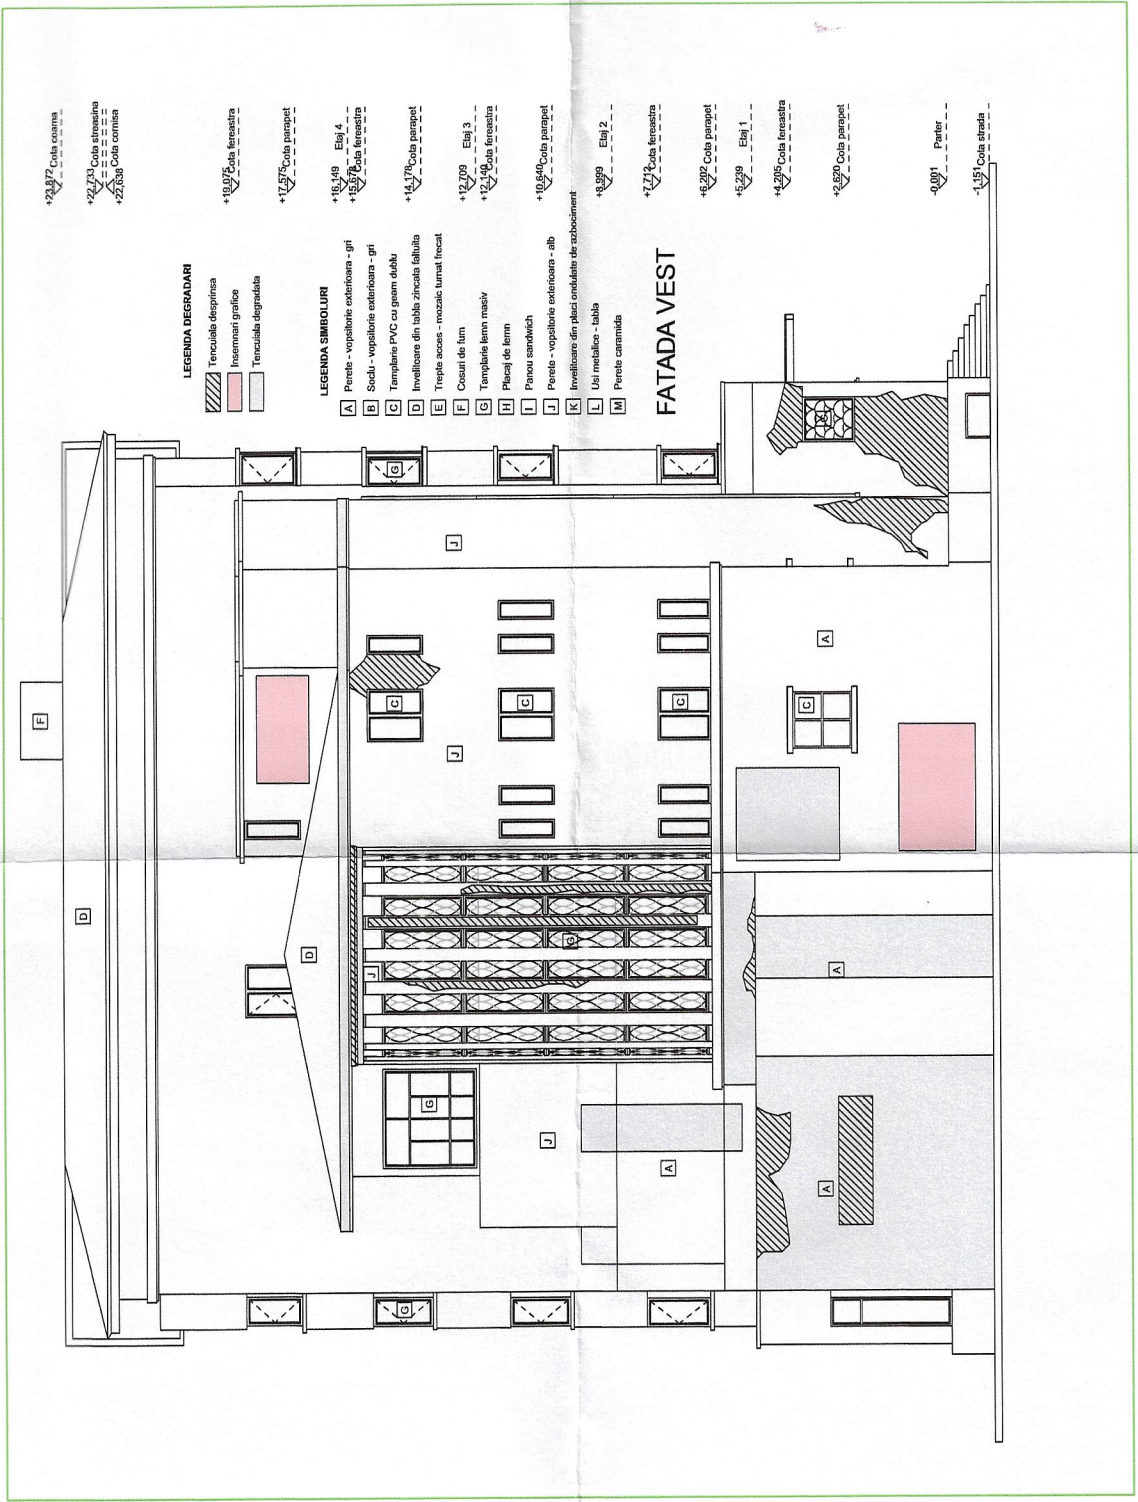 +23.872 Cota coama
+22.733 Cota streasina
+22,638 Cota cornisa
+19.075 Cota fereastra
+17.575 Cota parapet
+16.149 Etaj 4
Cota fereastra
+14.178 Cota parapet
+12.709 Etaj 3
+12.140 Cota fereastra
+10.640 Cota parapet
+8.999 Etaj 2
+7.712 Cota fereastra
+6.202 Cota parapet
+5.239 Etaj 1
+4.205 Cota fereastra
+2.620 Cota parapet
-0.001 Parter
-1.151 Cota strada
LEGENDA DEGRADARI
Tencuiala desprinsa
Insemnari grafice
Tencuiala degradata
LEGENDA SIMBOLURI
A Perete - vopsitorie exterioara - gri
B Soclu - vopsitorie exterioara - gri
C Tamplarie PVC cu geam dublu
D Invelitoare din tabla zincata faltuita
E Trepte acces - mozaic turnat frecat
F Cosuri de fum
G Tamplarie lemn masiv
H Placaj de lemn
I Panou sandwich
J Perete - vopsitorie exterioara - alb
K Invelitoare din placi ondulate de azbociment
L Usi metalice - tabla
M Perete caramida
FATADA VEST
F
D
D
G
J
J
C
C
C
C
A
J
G
G
J
A
A
A
G